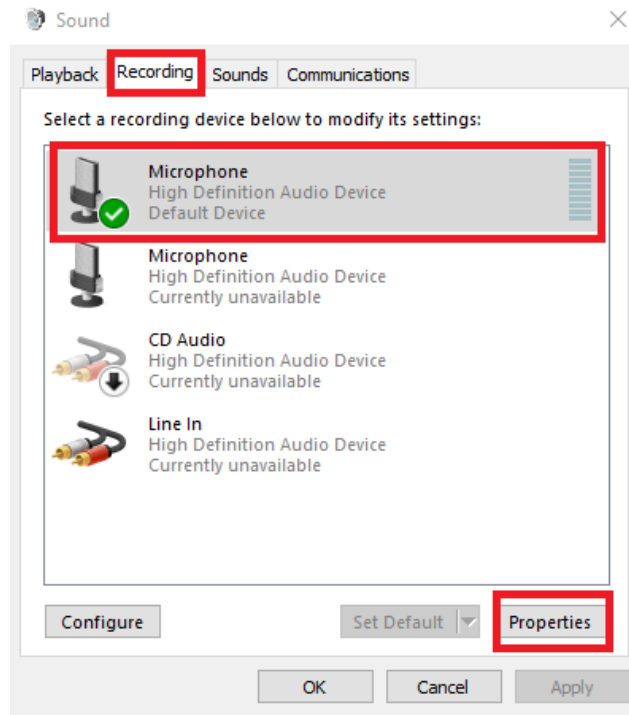 Sound
Playback Recording Sounds Communications
Select a recording device below to modify its settings:
Microphone
High Definition Audio Device
Default Device
Microphone
High Definition Audio Device
Currently unavailable
CD Audio
High Definition Audio Device
Currently unavailable
Line In
High Definition Audio Device
Currently unavailable
Configure Set Default Properties
OK Cancel Apply